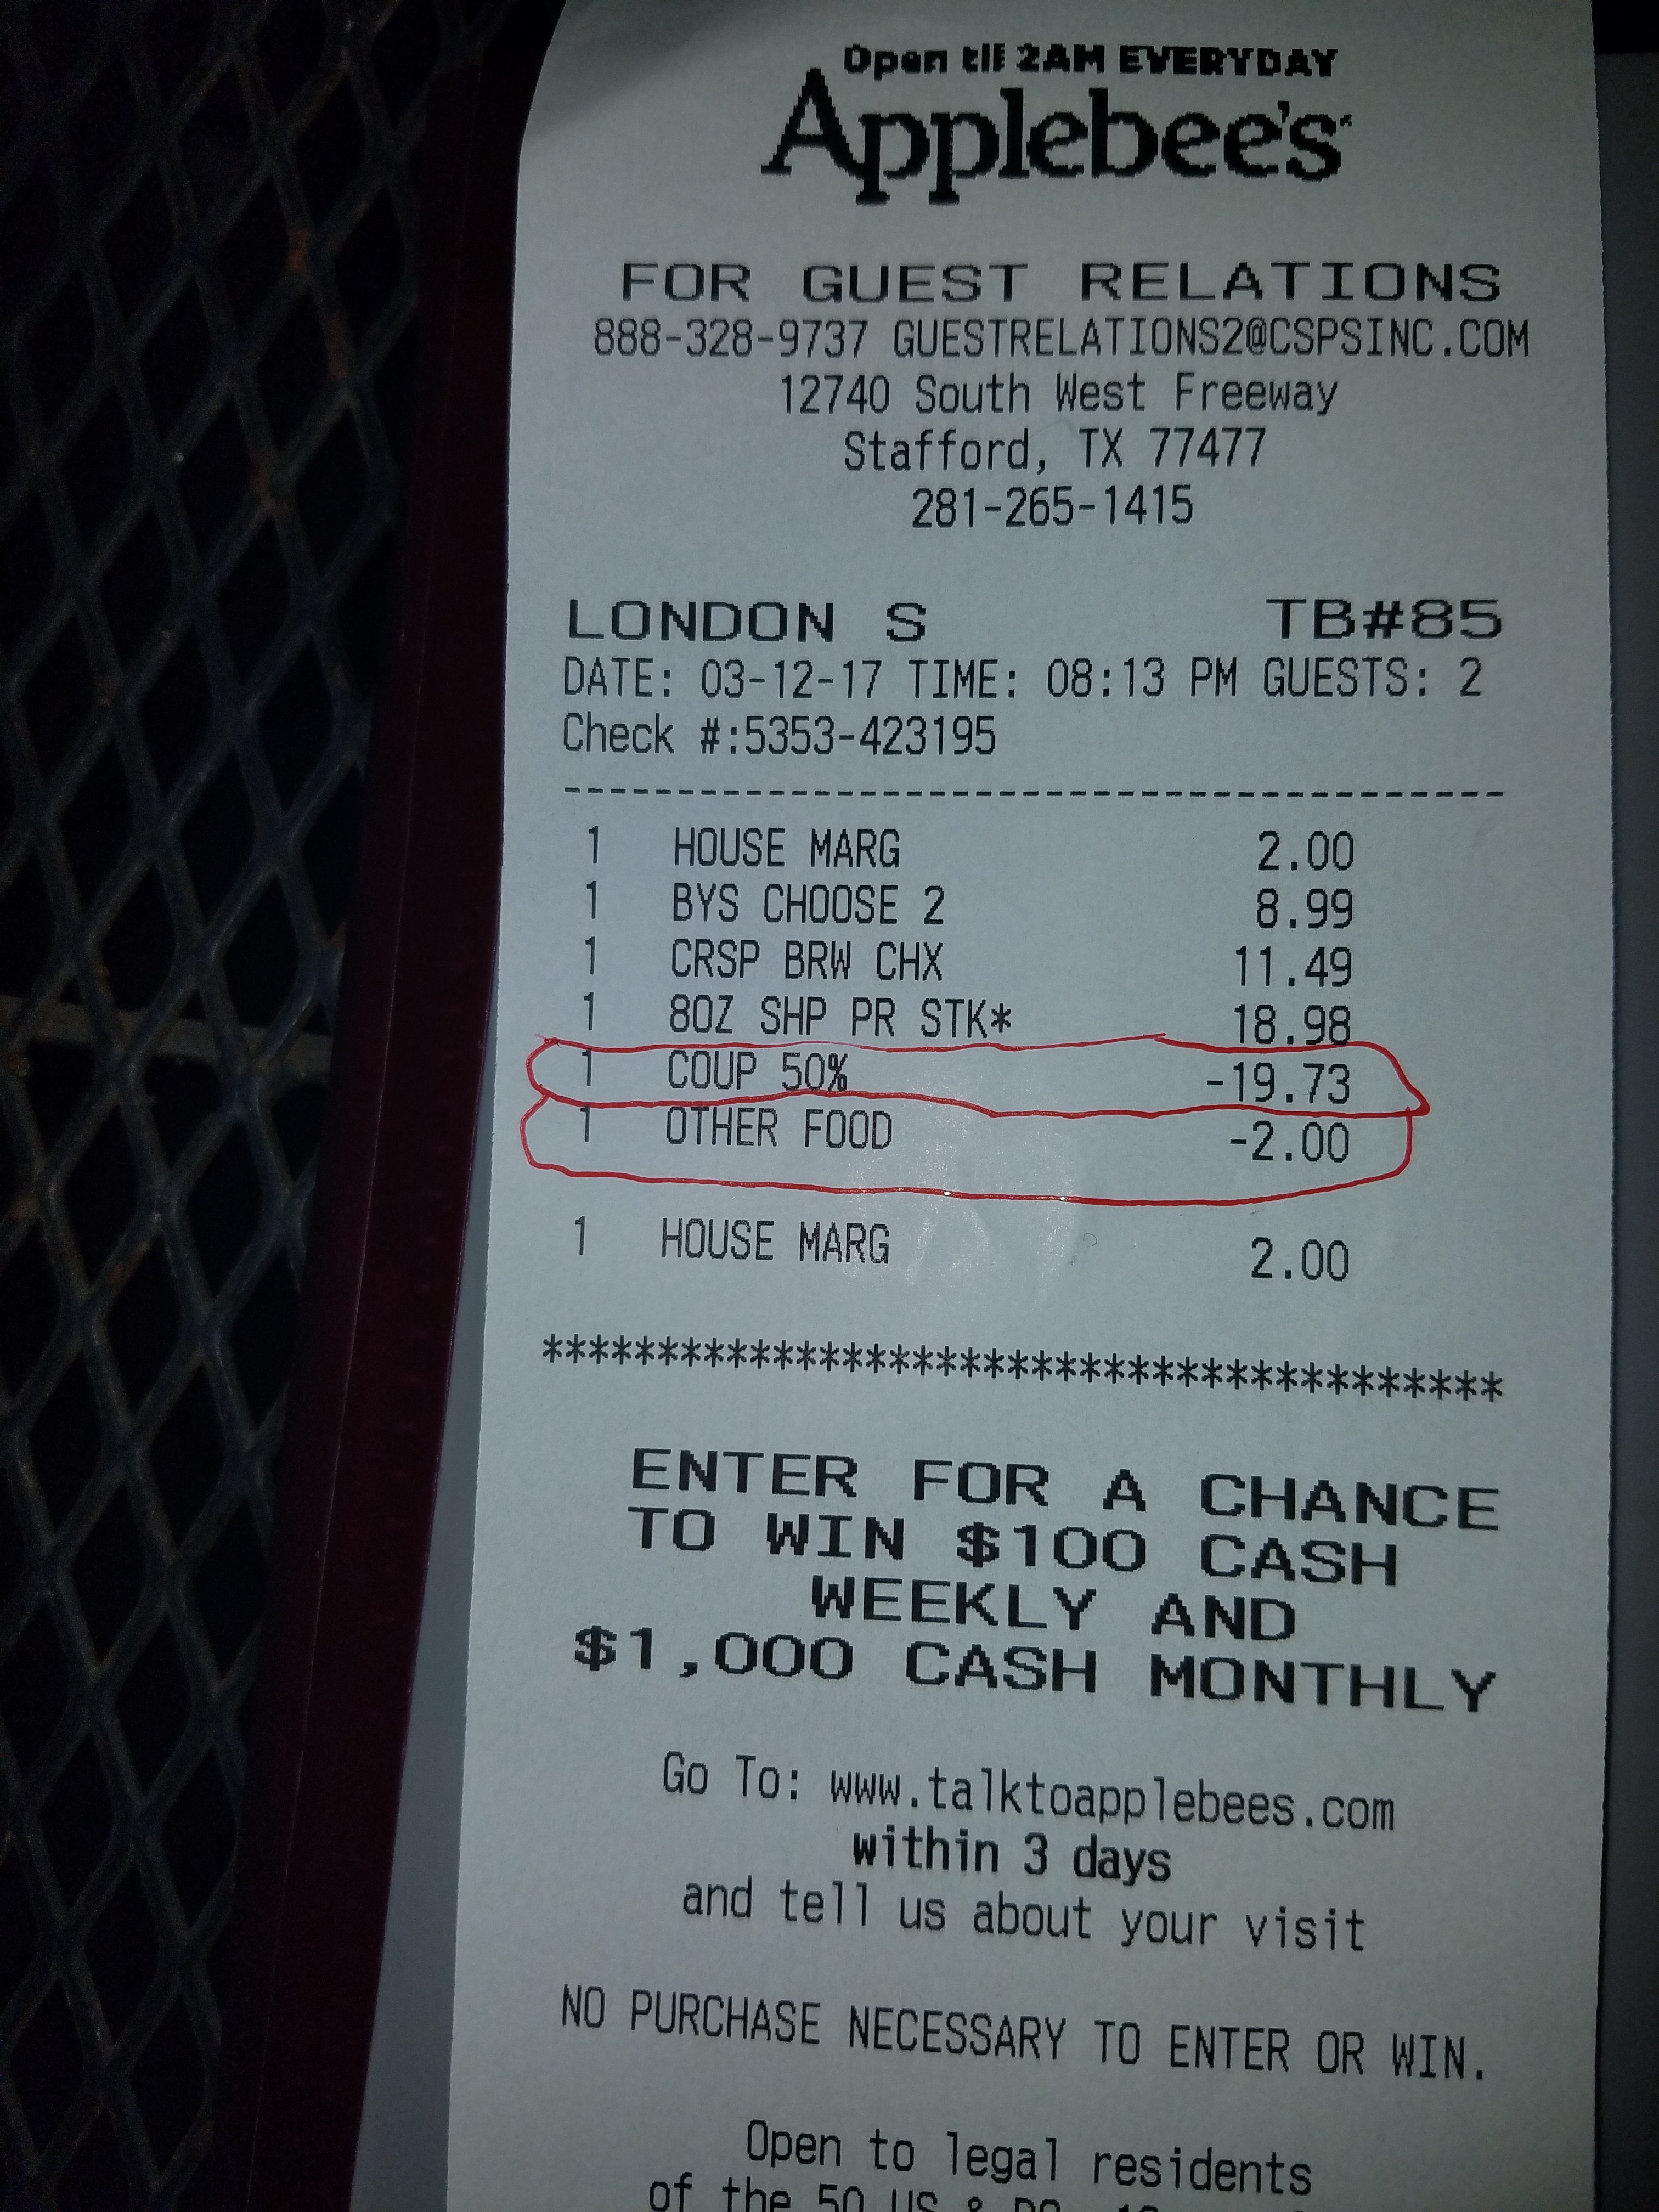 Open till 2AM EVERYDAY
Applebee's
FOR GUEST RELATIONS
888-328-9737 GUESTRELATIONS2@CSPSINC.COM
12740 South West Freeway
Stafford, TX 77477
281-265-1415
LONDON S TB#85
DATE: 03-12-17 TIME: 08:13 PM GUESTS: 2
Check #:5353-423195
----------------------------------------
1 HOUSE MARG 2.00
1 BYS CHOOSE 2 8.99
1 CRSP BRW CHX 11.49
1 8OZ SHP PR STK* 18.98
1 COUP 50% -19.73
1 OTHER FOOD -2.00
1 HOUSE MARG 2.00
******************************************
ENTER FOR A CHANCE
TO WIN $100 CASH
WEEKLY AND
$1,000 CASH MONTHLY
Go To: www.talktoapplebees.com
within 3 days
and tell us about your visit
NO PURCHASE NECESSARY TO ENTER OR WIN.
Open to legal residents
of the 50 US & DC,